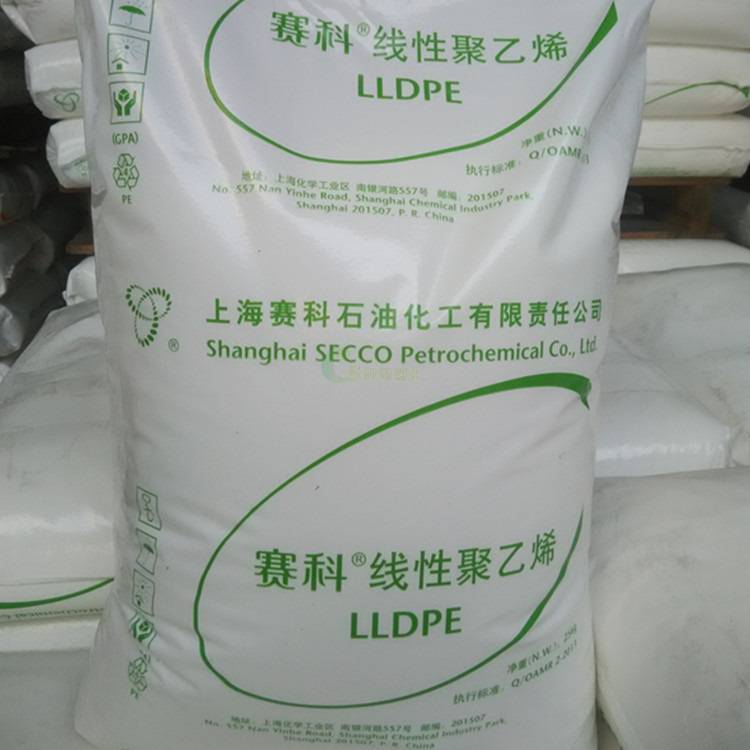 赛科®线性聚乙烯
LLDPE
净重(N.W.)
执行标准: Q/OAMR
(GPA)
PE
地址: 上海化学工业区 南银河路557号 邮编: 201507
No. 557 Nan Yinhe Road, Shanghai Chemical Industry Park,
Shanghai 201507, P. R. China
®
上海赛科石油化工有限责任公司
Shanghai SECCO Petrochemical Co., Ltd.
赛科®线性聚乙烯
LLDPE
净重(N.W.), 25kg
执行标准: Q/OAMR 2-2011
PE
地址: 上海化学工业区 南银河路557号 邮编: 201507
No. 557 Nan Yinhe Road, Shanghai Chemical Industry Park,
Shanghai 201507, P. R. China